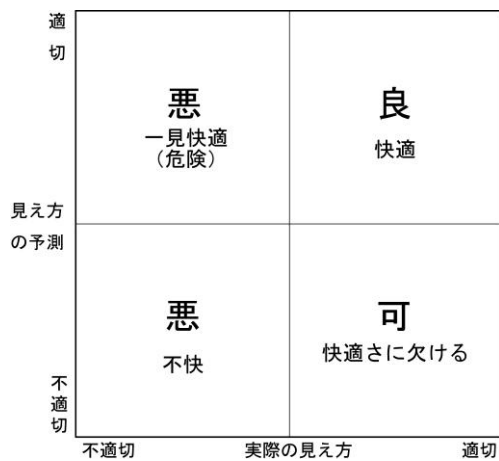 適
切
悪
一見快適
(危険)
良
快適
見え方
の予測
悪
不快
可
快適さに欠ける
不
適
切
不適切
実際の見え方
適切